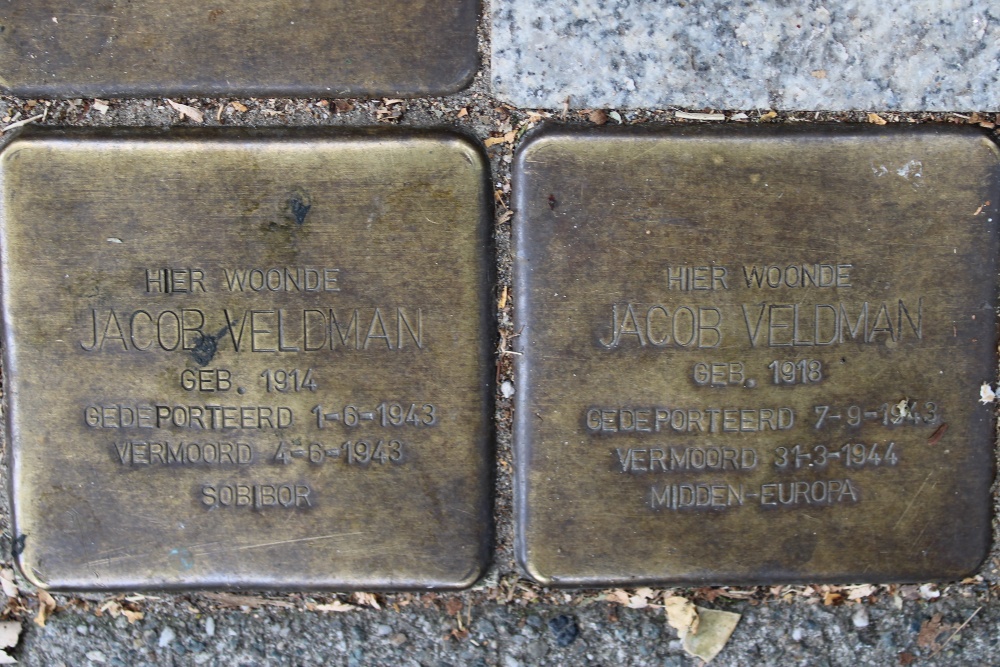 HIER WOONDE
JACOB VELDMAN
GEB. 1914
GEDEPORTEERD 1-6-1943
VERMOORD 4-6-1943
SOBIBOR
HIER WOONDE
JACOB VELDMAN
GEB. 1918
GEDEPORTEERD 7-9-1943
VERMOORD 31-3-1944
MIDDEN-EUROPA